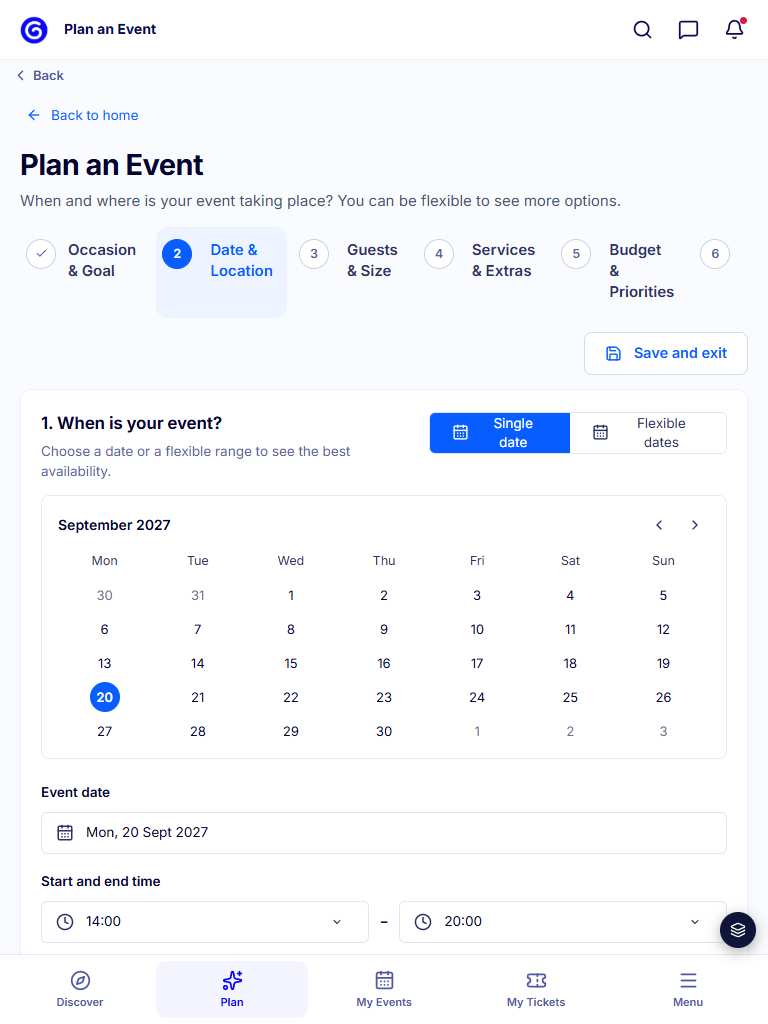 Plan an Event
Back
Back to home
Plan an Event
When and where is your event taking place? You can be flexible to see more options.
Occasion
& Goal
2
Date &
Location
3
Guests
& Size
4
Services
& Extras
5
Budget
&
Priorities
6
Save and exit
1. When is your event?
Choose a date or a flexible range to see the best
availability.
Single
date
Flexible
dates
September 2027
Mon Tue Wed Thu Fri Sat Sun
30 31 1 2 3 4 5
6 7 8 9 10 11 12
13 14 15 16 17 18 19
20 21 22 23 24 25 26
27 28 29 30 1 2 3
Event date
Mon, 20 Sept 2027
Start and end time
14:00 – 20:00
Discover
Plan
My Events
My Tickets
Menu